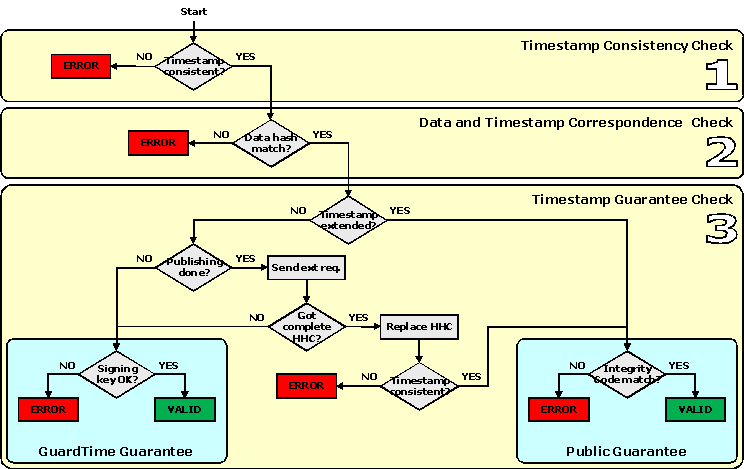 Start
Timestamp Consistency Check
1
NO
Timestamp
consistent?
YES
ERROR
Data and Timestamp Correspondence Check
2
NO
Data hash
match?
YES
ERROR
Timestamp Guarantee Check
3
NO
Timestamp
extended?
YES
NO
Publishing
done?
YES
Send ext req.
NO
Got
complete
HHC?
YES
Replace HHC
NO
Signing
key OK?
YES
ERROR
VALID
GuardTime Guarantee
ERROR
NO
Timestamp
consistent?
YES
NO
Integrity
Code match?
YES
ERROR
VALID
Public Guarantee